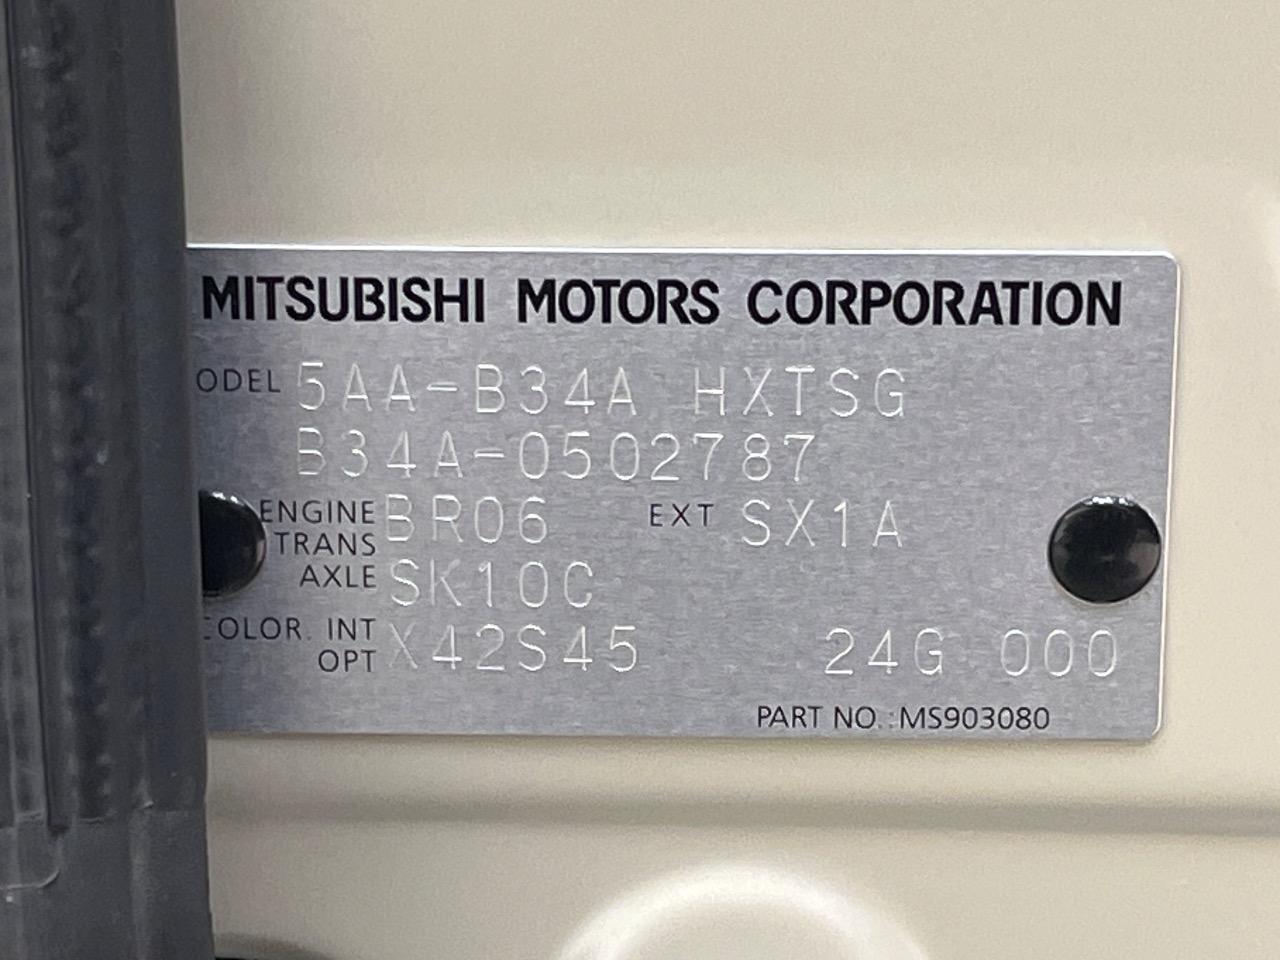 MITSUBISHI MOTORS CORPORATION
ODEL 5AA-B34A HXTSG
B34A-0502787
ENGINE BR06 EXT SX1A
TRANS
AXLE SK10C
COLOR. INT X42S45 24G 000
OPT
PART NO.:MS903080